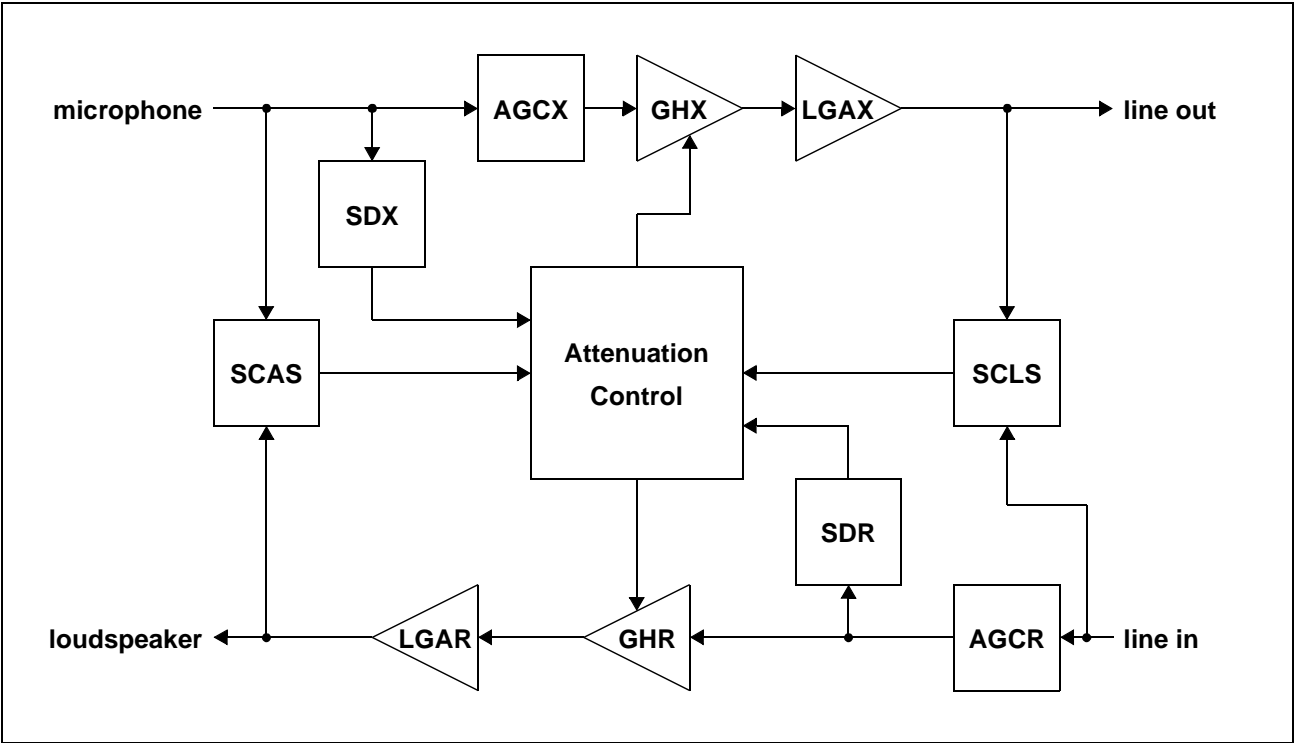 microphone
AGCX
GHX
LGAX
line out
SDX
SCAS
Attenuation
Control
SCLS
SDR
loudspeaker
LGAR
GHR
AGCR
line in